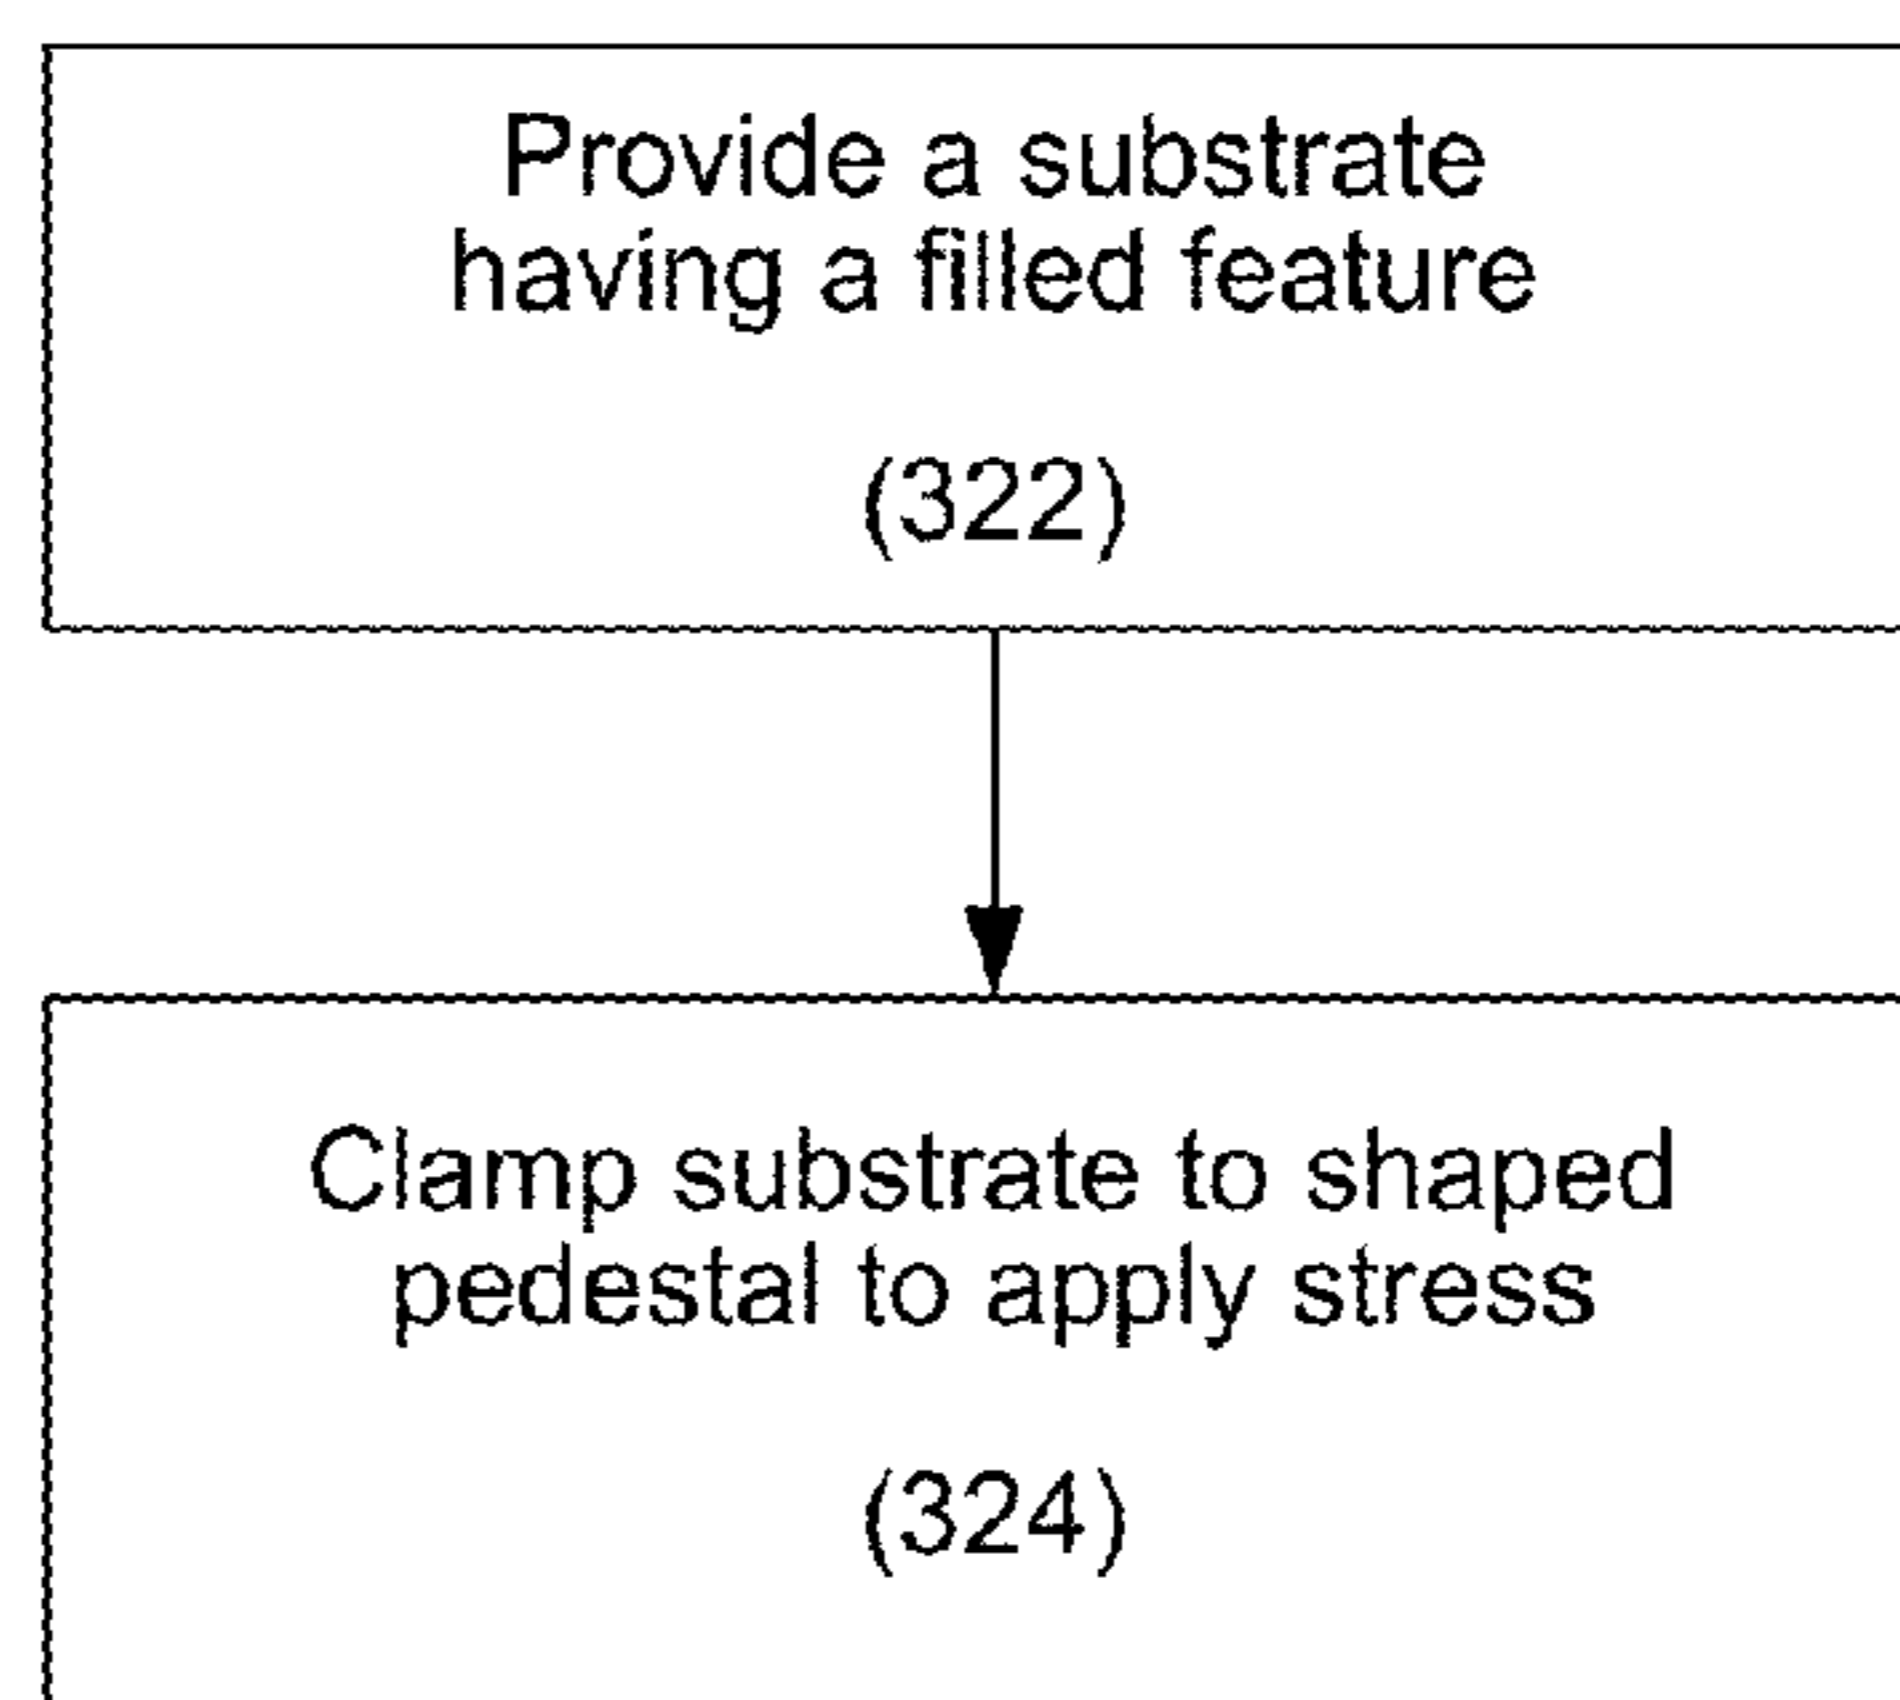 Provide a substrate
having a filled feature
(322)
Clamp substrate to shaped
pedestal to apply stress
(324)